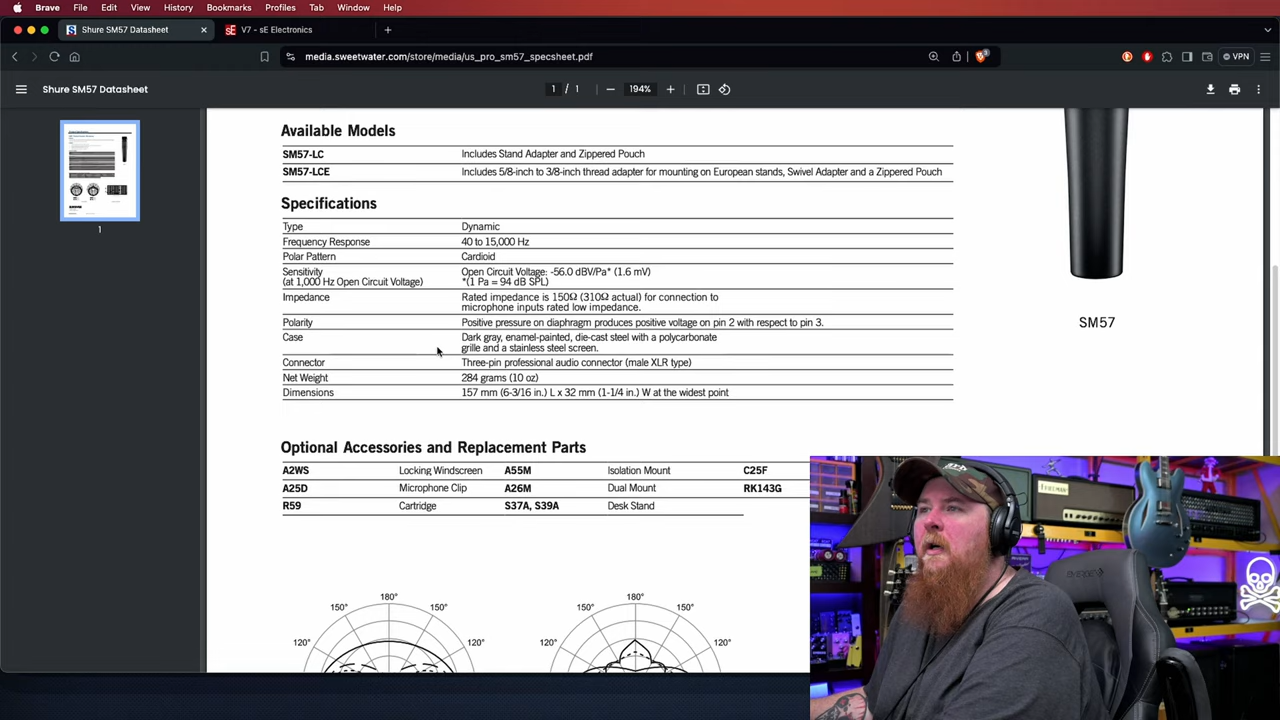 Brave File Edit View History Bookmarks Profiles Tab Window Help
Shure SM57 Datasheet
V7 - sE Electronics
media.sweetwater.com/store/media/us_pro_sm57_specsheet.pdf
VPN
Shure SM57 Datasheet
1 / 1
194%
1
Available Models
SM57-LC Includes Stand Adapter and Zippered Pouch
SM57-LCE Includes 5/8-inch to 3/8-inch thread adapter for mounting on European stands, Swivel Adapter and a Zippered Pouch
Specifications
Type Dynamic
Frequency Response 40 to 15,000 Hz
Polar Pattern Cardioid
Sensitivity Open Circuit Voltage: -56.0 dBV/Pa* (1.6 mV)
(at 1,000 Hz Open Circuit Voltage) *(1 Pa = 94 dB SPL)
Impedance Rated impedance is 150Ω (310Ω actual) for connection to
microphone inputs rated low impedance.
Polarity Positive pressure on diaphragm produces positive voltage on pin 2 with respect to pin 3.
Case Dark gray, enamel-painted, die-cast steel with a polycarbonate
grille and a stainless steel screen.
Connector Three-pin professional audio connector (male XLR type)
Net Weight 284 grams (10 oz)
Dimensions 157 mm (6-3/16 in.) L x 32 mm (1-1/4 in.) W at the widest point
SM57
Optional Accessories and Replacement Parts
A2WS Locking Windscreen A55M Isolation Mount C25F
A25D Microphone Clip A26M Dual Mount RK143G
R59 Cartridge S37A, S39A Desk Stand
180° 180°
150° 150° 150° 150°
120° 120° 120° 120°
FRIEDMAN